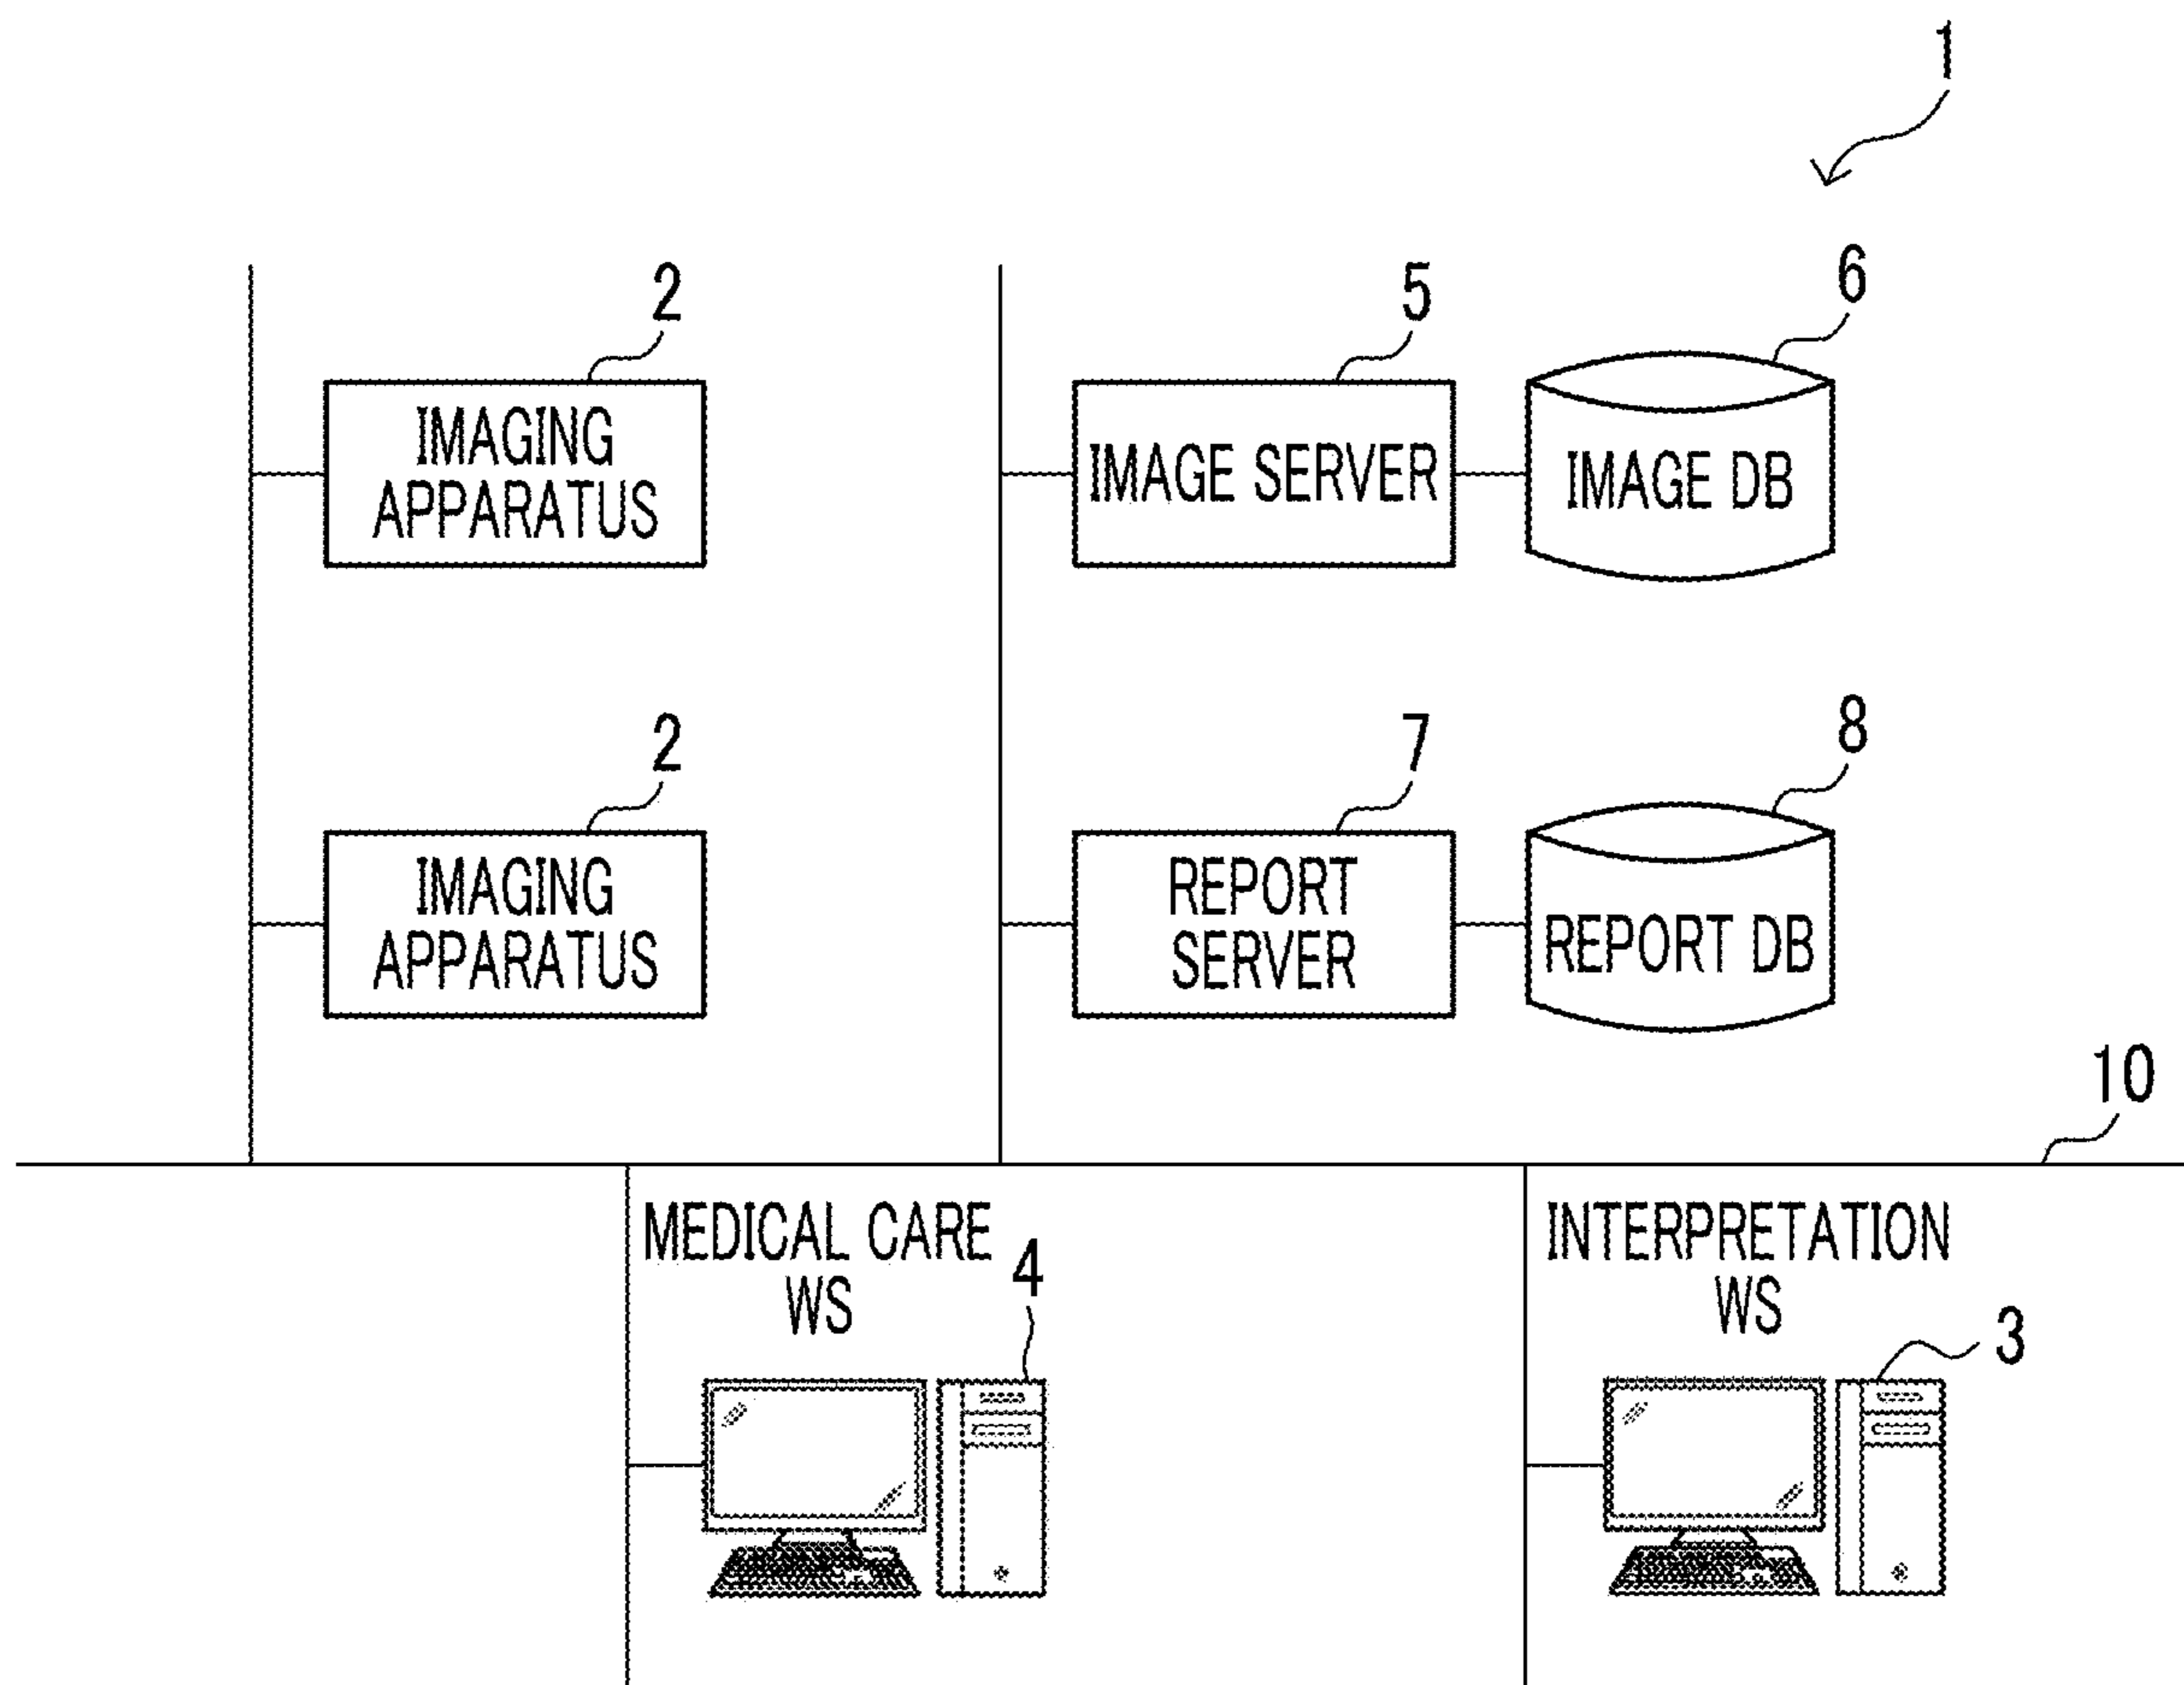 1
2
5
6
IMAGING
APPARATUS
IMAGE SERVER
IMAGE DB
2
7
8
IMAGING
APPARATUS
REPORT
SERVER
REPORT DB
10
MEDICAL CARE
WS
4
INTERPRETATION
WS
3